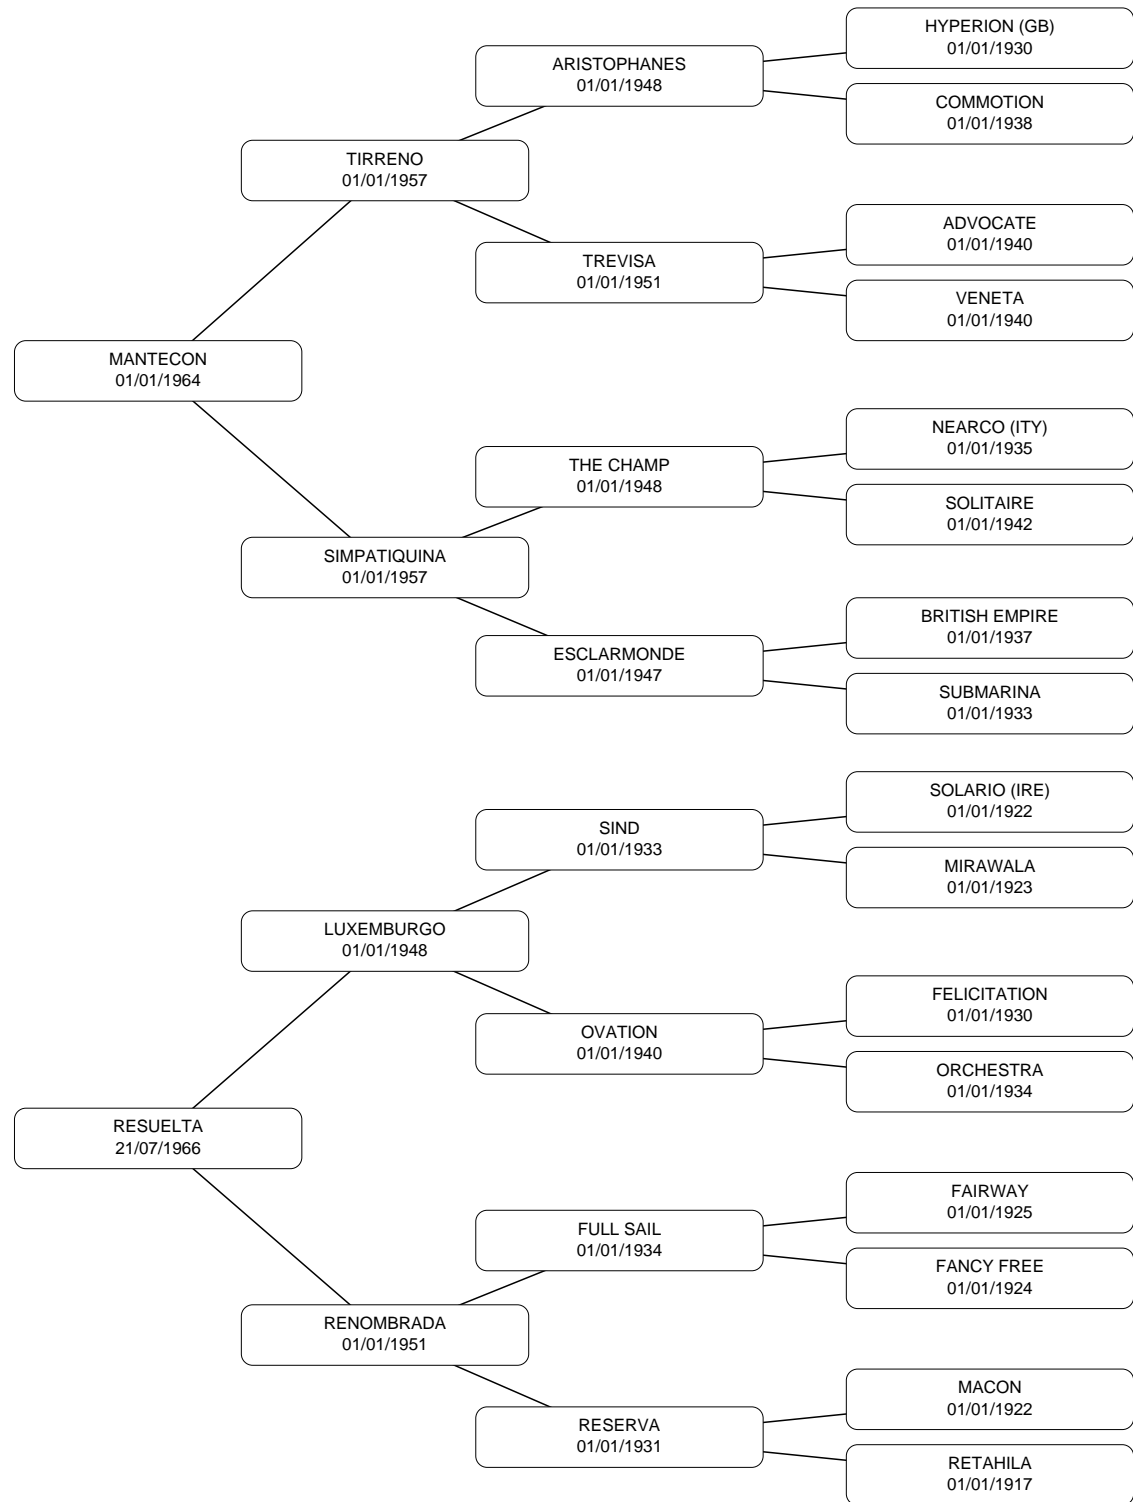 HYPERION (GB)
01/01/1930
ARISTOPHANES
01/01/1948
COMMOTION
01/01/1938
TIRRENO
01/01/1957
ADVOCATE
01/01/1940
TREVISA
01/01/1951
VENETA
01/01/1940
MANTECON
01/01/1964
NEARCO (ITY)
01/01/1935
THE CHAMP
01/01/1948
SOLITAIRE
01/01/1942
SIMPATIQUINA
01/01/1957
BRITISH EMPIRE
01/01/1937
ESCLARMONDE
01/01/1947
SUBMARINA
01/01/1933
SOLARIO (IRE)
01/01/1922
SIND
01/01/1933
MIRAWALA
01/01/1923
LUXEMBURGO
01/01/1948
FELICITATION
01/01/1930
OVATION
01/01/1940
ORCHESTRA
01/01/1934
RESUELTA
21/07/1966
FAIRWAY
01/01/1925
FULL SAIL
01/01/1934
FANCY FREE
01/01/1924
RENOMBRADA
01/01/1951
MACON
01/01/1922
RESERVA
01/01/1931
RETAHILA
01/01/1917